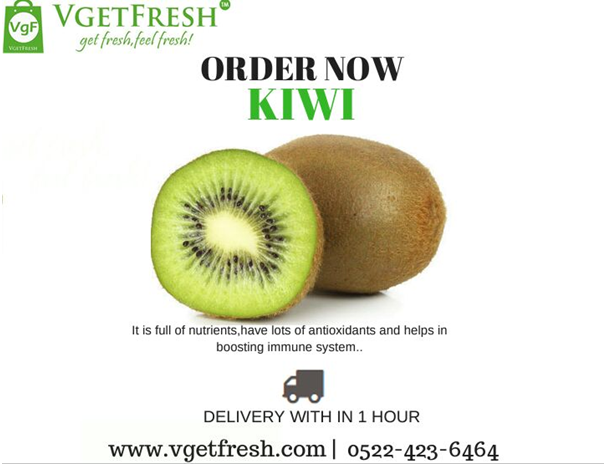 VGETFRESH™
VgF
VGETFRESH
get fresh,feel fresh!
ORDER NOW
KIWI
It is full of nutrients,have lots of antioxidants and helps in
boosting immune system..
DELIVERY WITH IN 1 HOUR
www.vgetfresh.com | 0522-423-6464